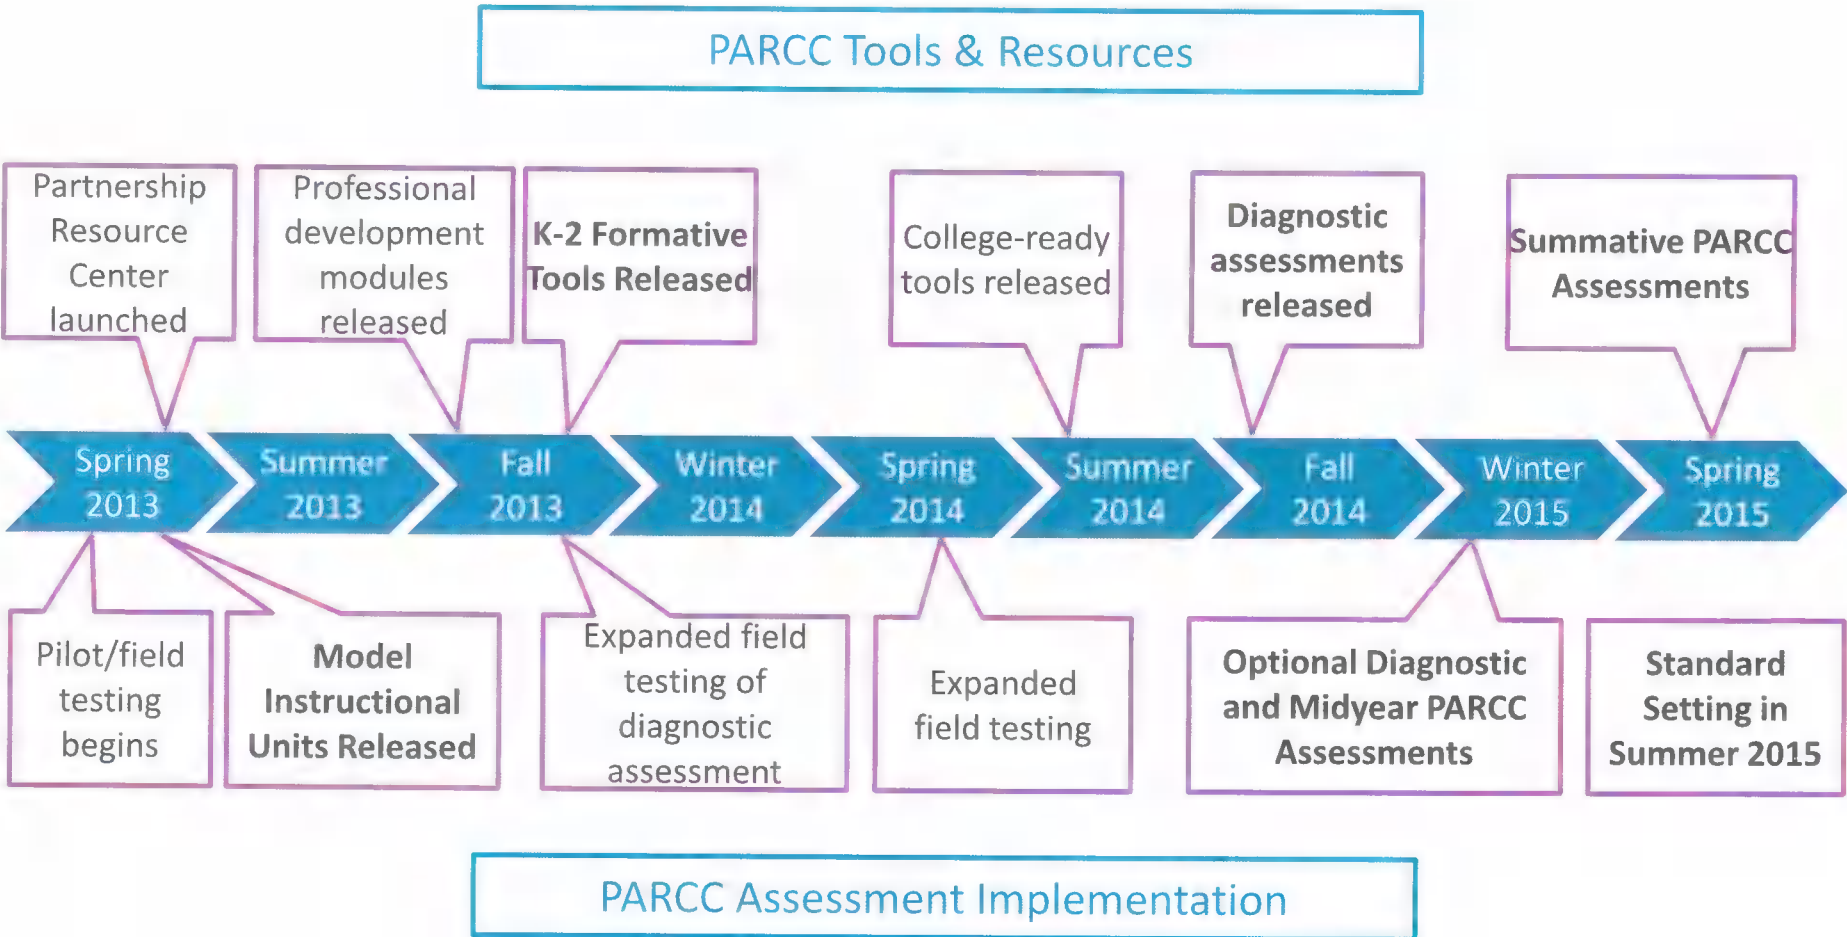 PARCC Tools & Resources
Partnership
Resource
Center
launched
Professional
development
modules
released
K-2 Formative
Tools Released
College-ready
tools released
Diagnostic
assessments
released
Summative PARCC
Assessments
Spring
2013
Summer
2013
Fall
2013
Winter
2014
Spring
2014
Summer
2014
Fall
2014
Winter
2015
Spring
2015
Pilot/field
testing
begins
Model
Instructional
Units Released
Expanded field
testing of
diagnostic
assessment
Expanded
field testing
Optional Diagnostic
and Midyear PARCC
Assessments
Standard
Setting in
Summer 2015
PARCC Assessment Implementation